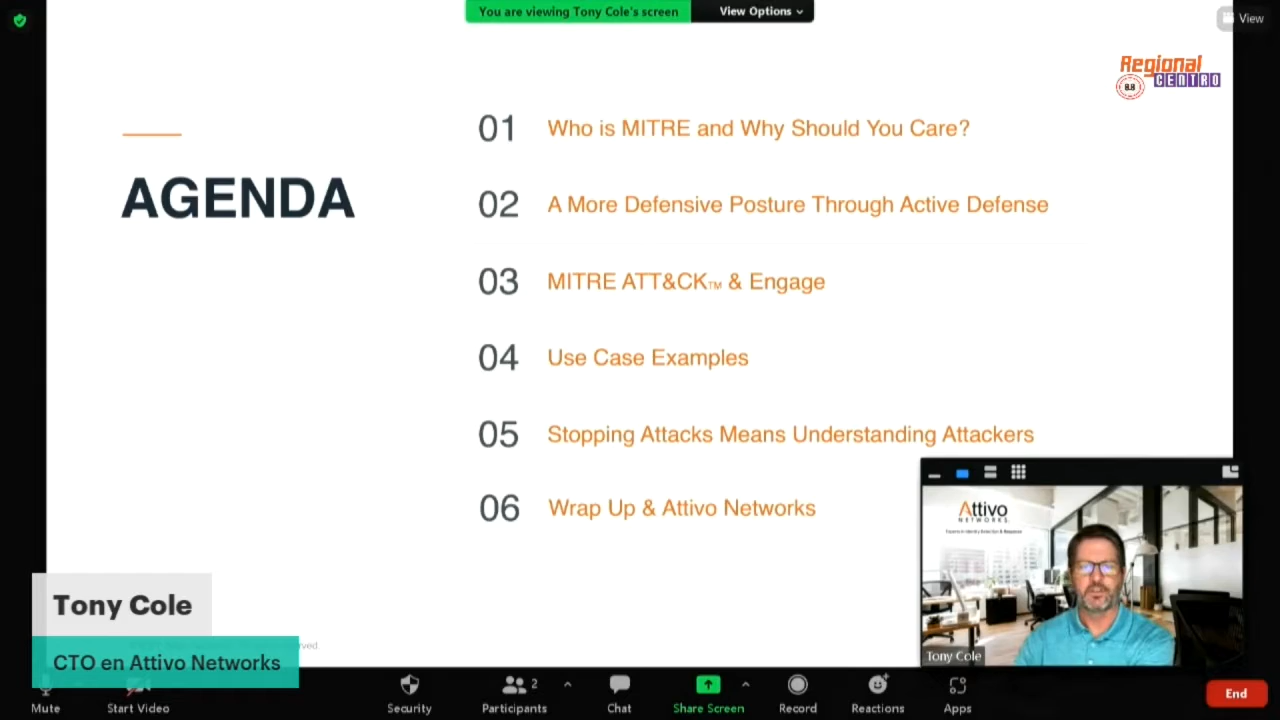 You are viewing Tony Cole's screen
View Options
View
Regional
8.8 CENTRO
AGENDA
01 Who is MITRE and Why Should You Care?
02 A More Defensive Posture Through Active Defense
03 MITRE ATT&CK™ & Engage
04 Use Case Examples
05 Stopping Attacks Means Understanding Attackers
06 Wrap Up & Attivo Networks
Attivo
NETWORKS
Tony Cole
Tony Cole
CTO en Attivo Networks
Mute
Start Video
Security
Participants 2
Chat
Share Screen
Record
Reactions
Apps
End